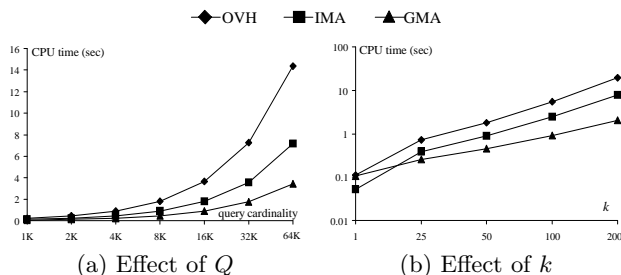 OVH IMA GMA
CPU time (sec)
16
14
12
10
8
6
4
2
0
1K 2K 4K 8K 16K 32K 64K
query cardinality
(a) Effect of Q
CPU time (sec)
100
10
1
0.1
0.01
1 25 50 100 200
k
(b) Effect of k